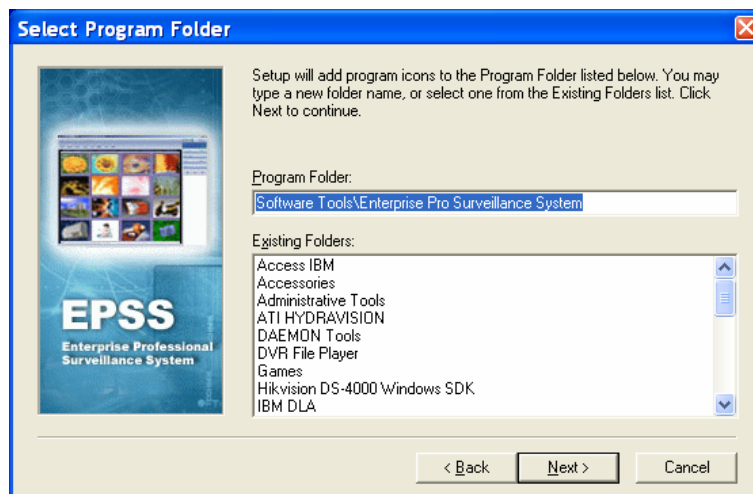 Select Program Folder
Setup will add program icons to the Program Folder listed below. You may
type a new folder name, or select one from the Existing Folders list. Click
Next to continue.
Program Folder:
Software Tools\Enterprise Pro Surveillance System
Existing Folders:
Access IBM
Accessories
Administrative Tools
ATI HYDRAVISION
DAEMON Tools
DVR File Player
Games
Hikvision DS-4000 Windows SDK
IBM DLA
EPSS
Enterprise Professional
Surveillance System
< Back
Next >
Cancel